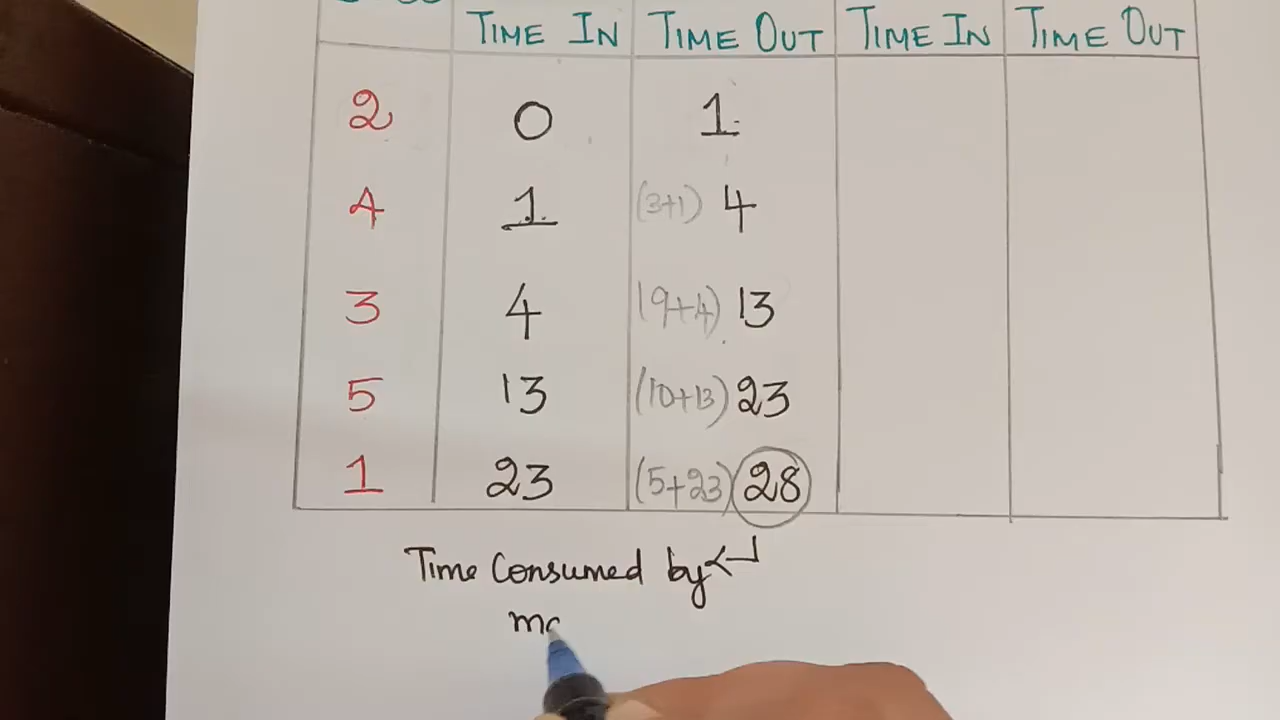 TIME IN TIME OUT TIME IN TIME OUT
2 0 1
4 1 (3+1) 4
3 4 (9+4) 13
5 13 (10+13) 23
1 23 (5+23) 28
Time Consumed by